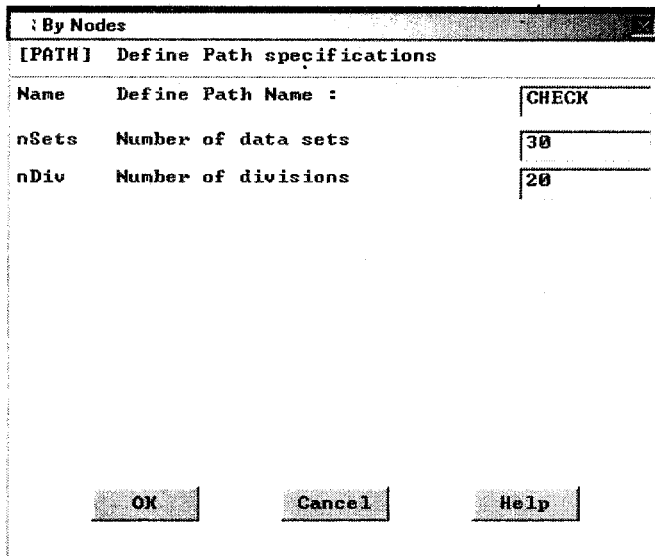 By Nodes
[PATH] Define Path specifications
Name Define Path Name : CHECK
nSets Number of data sets 30
nDiv Number of divisions 20
OK Cancel Help